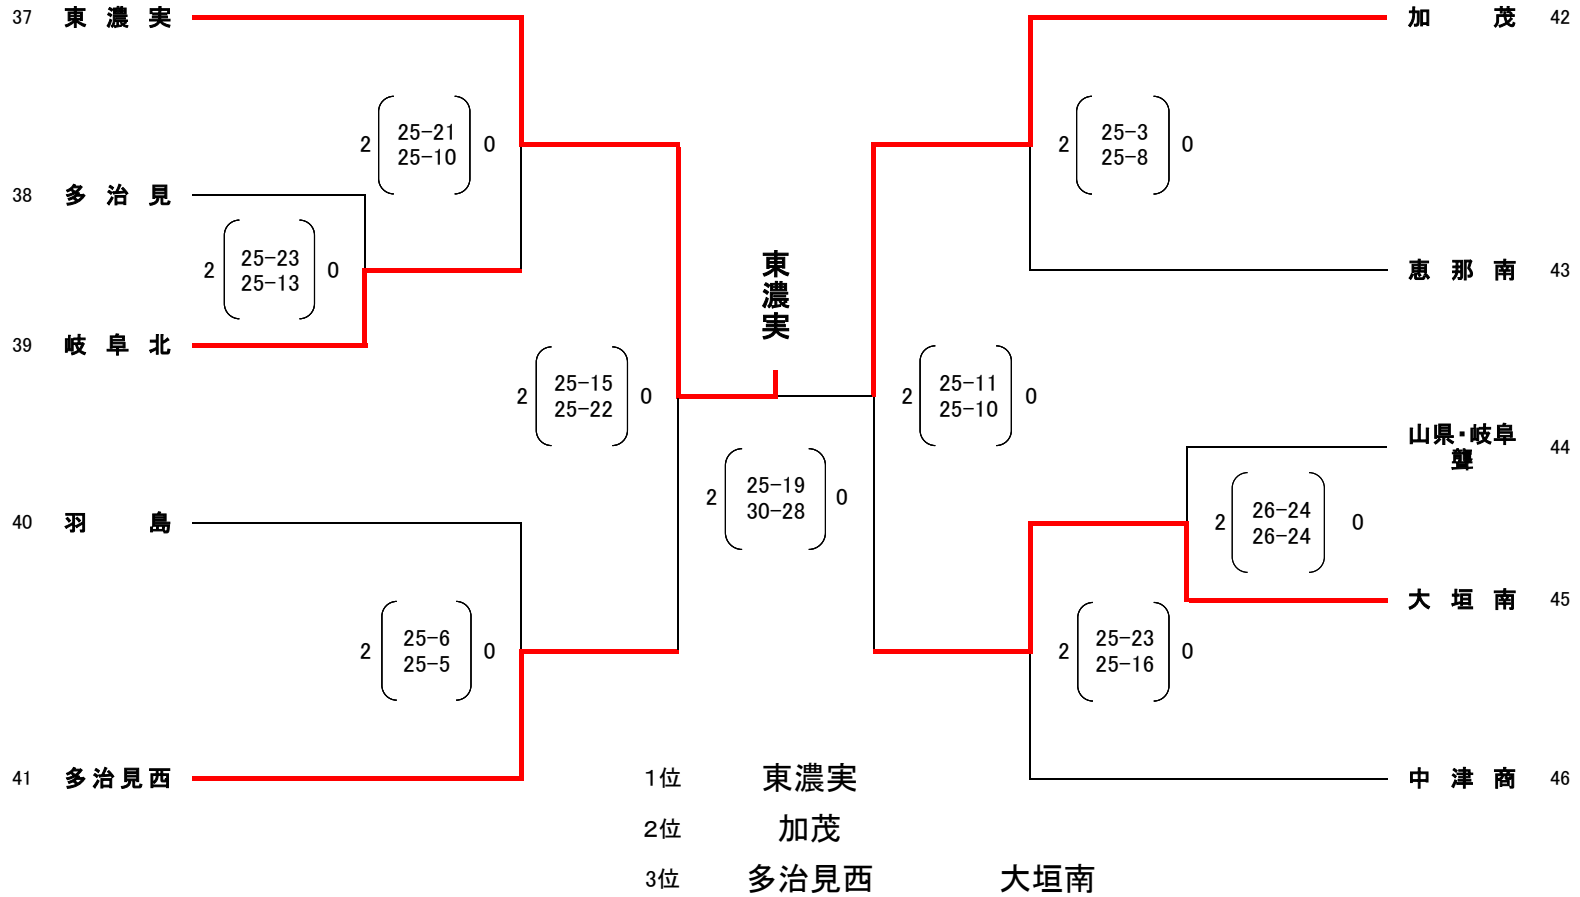 37 東濃実
加茂 42
2 25-21 0
25-10
2 25-3 0
25-8
38 多治見
2 25-23 0
25-13
東濃実
恵那南 43
39 岐阜北
2 25-15 0
25-22
2 25-11 0
25-10
山県・岐阜 44
聾
2 25-19 0
30-28
40 羽島
2 26-24 0
26-24
大垣南 45
2 25-6 0
25-5
2 25-23 0
25-16
41 多治見西
中津商 46
1位 東濃実
2位 加茂
3位 多治見西 大垣南